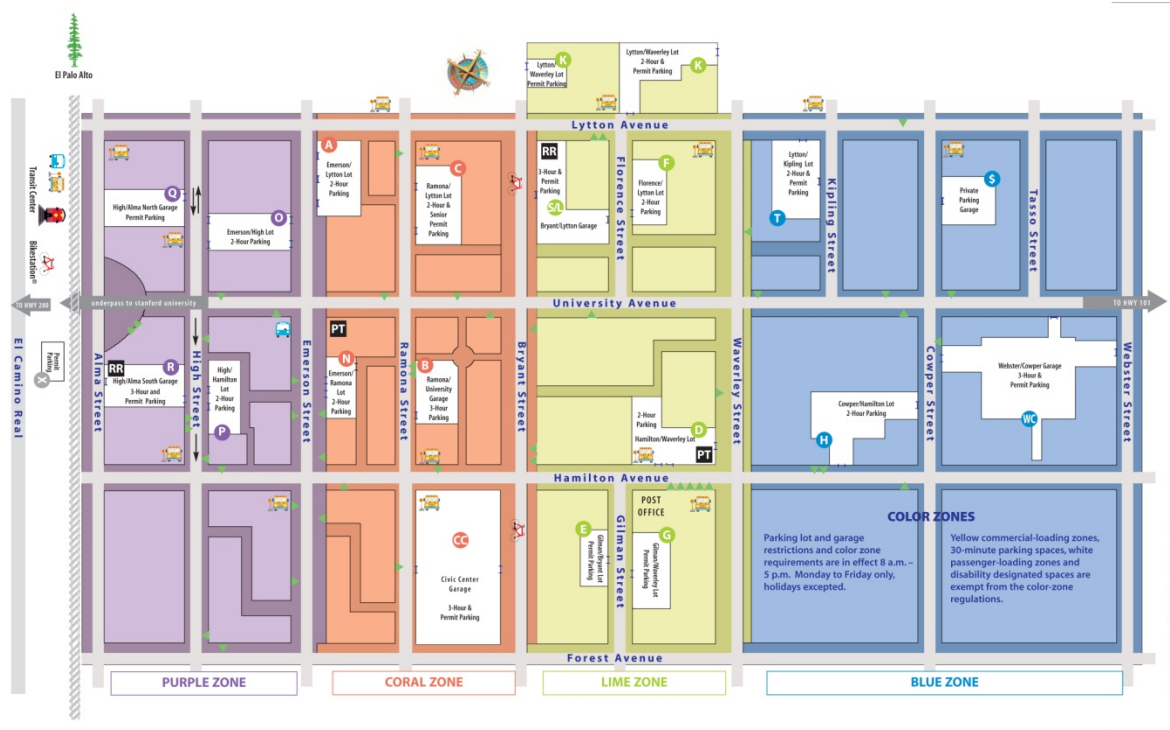 El Palo Alto
Lytton/
Waverley Lot
Permit Parking
K
Lytton/Waverley Lot
2-Hour &
Permit Parking
K
Lytton Avenue
Transit Center
Bikestation®
A
Emerson/
Lytton Lot
2-Hour
Parking
C
Ramona/
Lytton Lot
2-Hour &
Senior
Permit
Parking
RR
3-Hour &
Permit
Parking
S/L
Bryant/Lytton Garage
Florence Street
F
Florence/
Lytton Lot
2-Hour
Parking
Lytton/
Kipling Lot
2-Hour &
Permit
Parking
T
Kipling Street
$
Private
Parking
Garage
Tasso Street
Q
High/Alma North Garage
Permit Parking
O
Emerson/High Lot
2-Hour Parking
TO HWY 280
underpass to stanford university
University Avenue
TO HWY 101
El Camino Real
Permit
Parking
X
Alma Street
RR
R
High/Alma South Garage
3-Hour and
Permit Parking
High Street
High/
Hamilton
Lot
2-Hour
Parking
P
Emerson Street
PT
N
Emerson/
Ramona
Lot
2-Hour
Parking
Ramona Street
B
Ramona/
University
Garage
3-Hour
Parking
Bryant Street
2-Hour
Parking
D
Hamilton/Waverley Lot
PT
Waverley Street
Cowper/Hamilton Lot
2-Hour Parking
H
Cowper Street
Webster/Cowper Garage
3-Hour &
Permit Parking
WC
Webster Street
Hamilton Avenue
CC
Civic Center
Garage
3-Hour &
Permit Parking
E
Gilman/Bryant Lot
Permit Parking
Gilman Street
POST
OFFICE
G
Gilman/Waverley Lot
Permit Parking
COLOR ZONES
Parking lot and garage
restrictions and color zone
requirements are in effect 8 a.m. –
5 p.m. Monday to Friday only,
holidays excepted.
Yellow commercial-loading zones,
30-minute parking spaces, white
passenger-loading zones and
disability designated spaces are
exempt from the color-zone
regulations.
Forest Avenue
PURPLE ZONE
CORAL ZONE
LIME ZONE
BLUE ZONE